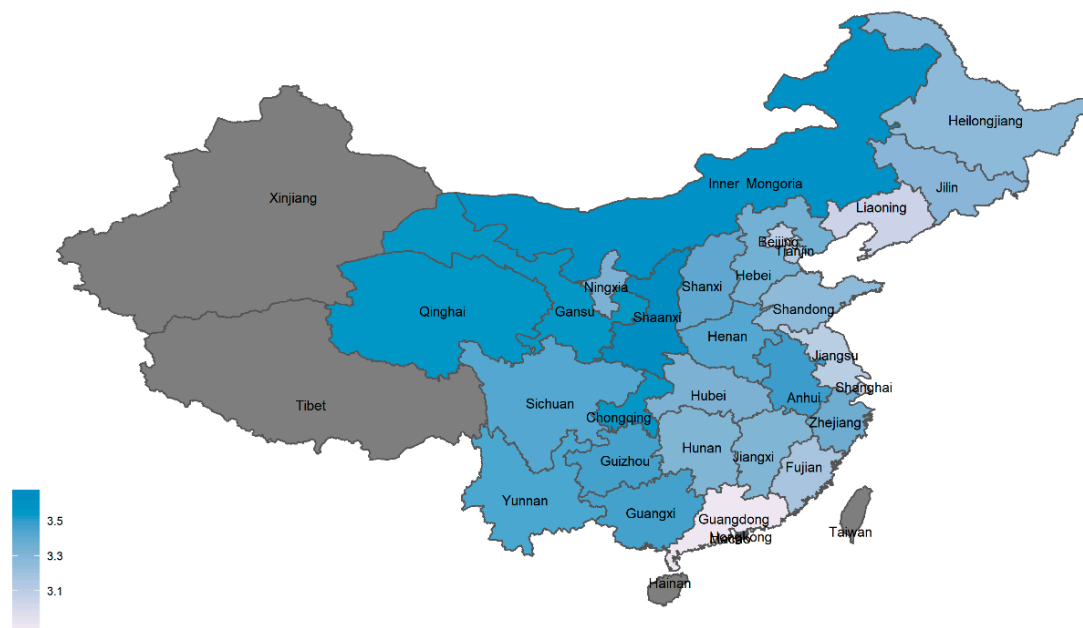 Heilongjiang
Inner Mongoria
Jilin
Xinjiang
Liaoning
Beijing
Tianjin
Hebei
Ningxia
Shanxi
Qinghai
Gansu
Shaanxi
Shandong
Henan
Jiangsu
Shanghai
Tibet
Sichuan
Hubei
Anhui
Chongqing
Zhejiang
Hunan
Jiangxi
Guizhou
Fujian
Yunnan
Guangxi
Guangdong
Hongkong
Taiwan
Hainan
3.5
3.3
3.1